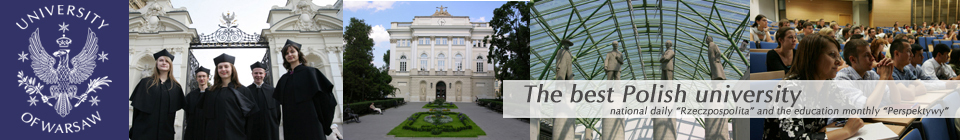 UNIVERSITY
OF WARSAW
The best Polish university
national daily “Rzeczpospolita” and the education monthly “Perspektywy”